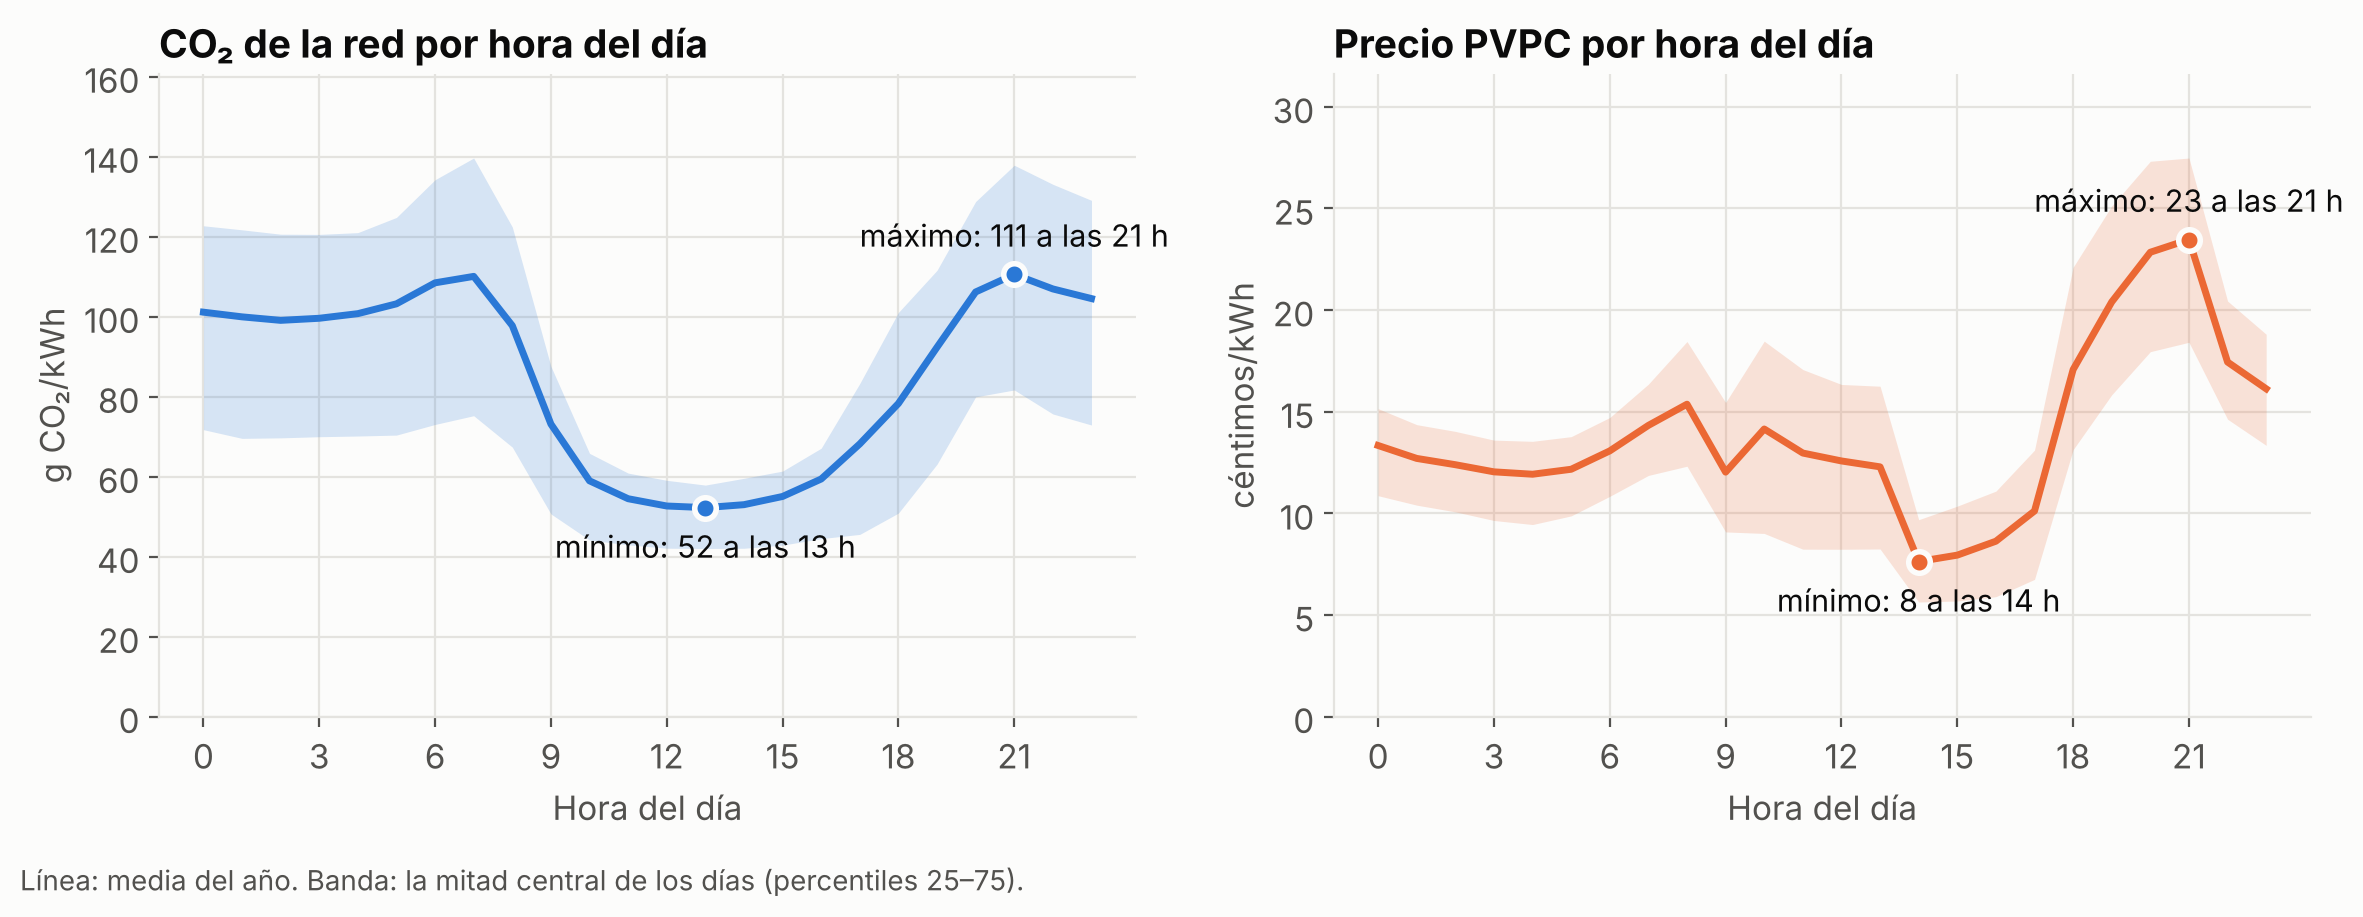 CO₂ de la red por hora del día
160
140
120
100
80
60
40
20
0
g CO₂/kWh
máximo: 111 a las 21 h
mínimo: 52 a las 13 h
0 3 6 9 12 15 18 21
Hora del día
Precio PVPC por hora del día
30
25
20
15
10
5
0
céntimos/kWh
máximo: 23 a las 21 h
mínimo: 8 a las 14 h
0 3 6 9 12 15 18 21
Hora del día
Línea: media del año. Banda: la mitad central de los días (percentiles 25–75).